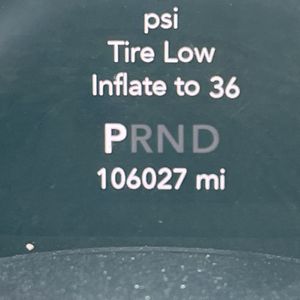 psi
Tire Low
Inflate to 36
PRND
106027 mi